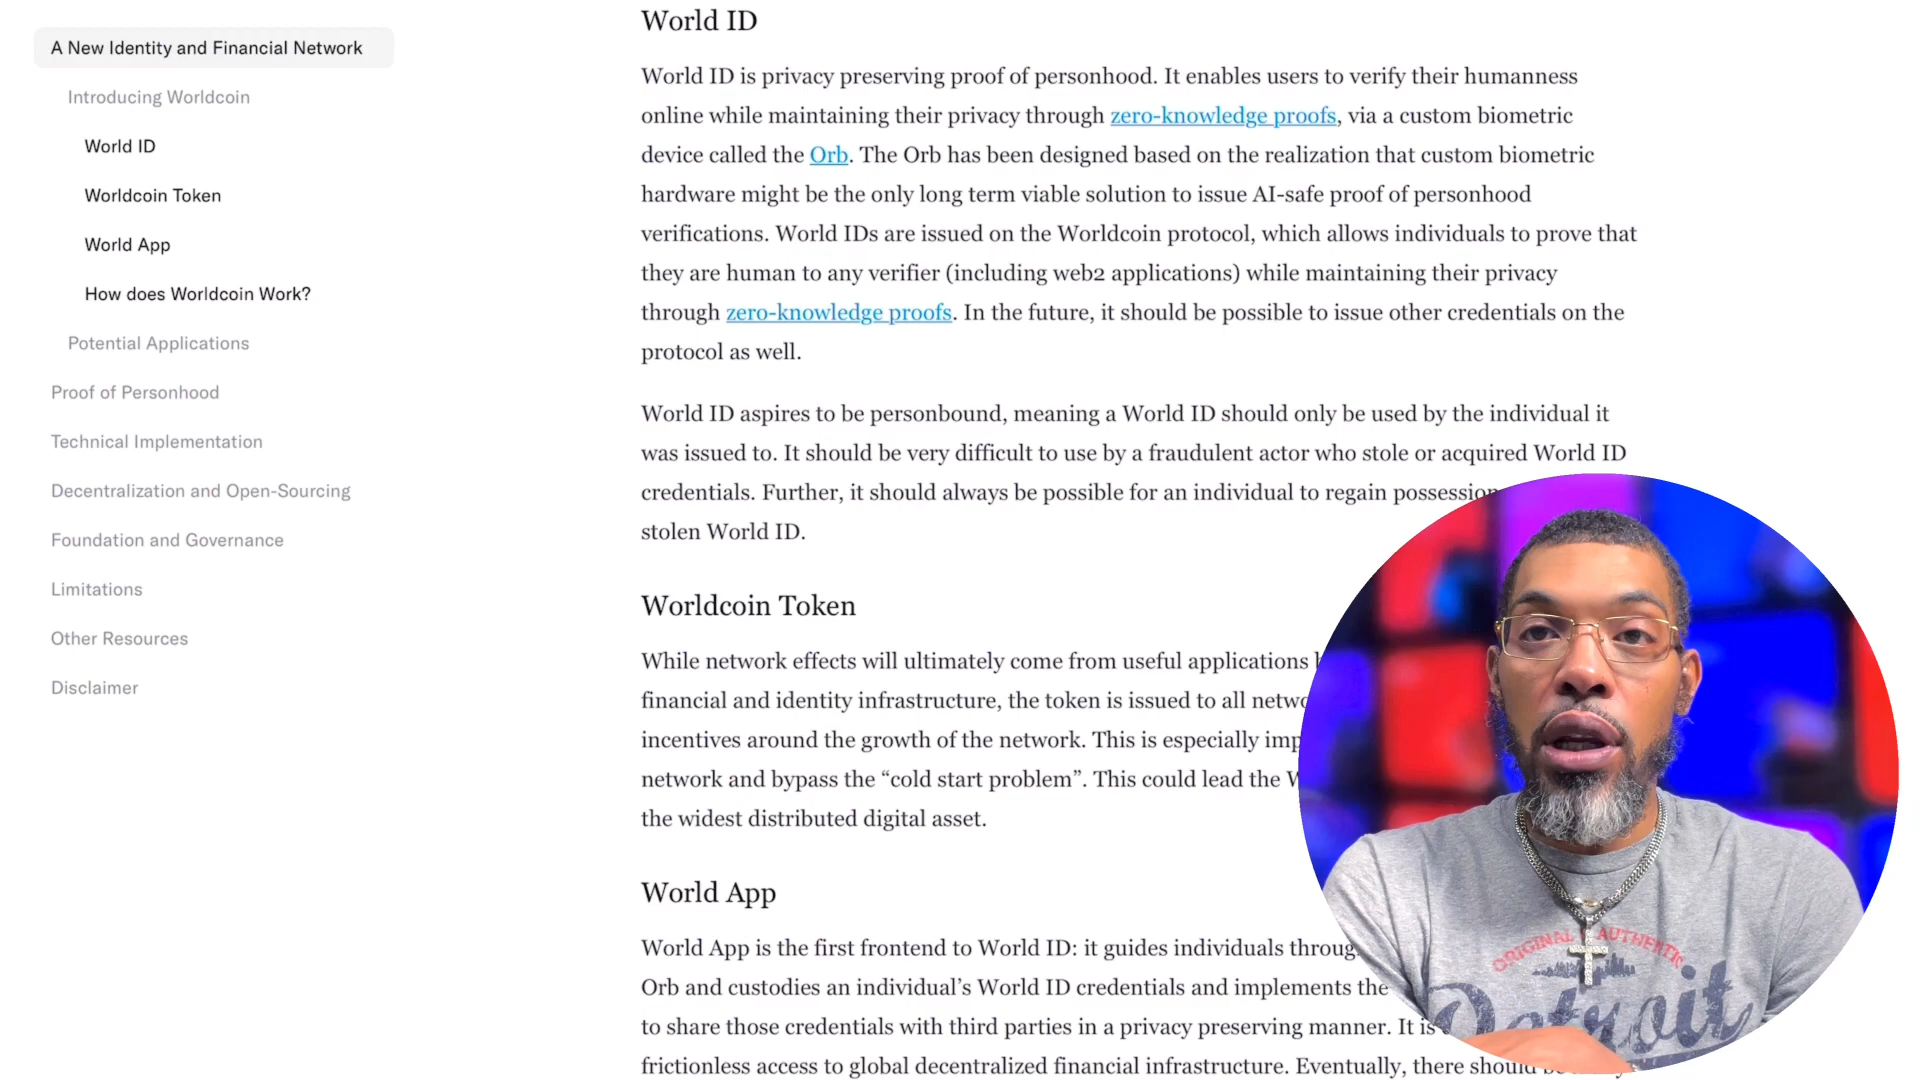 A New Identity and Financial Network
Introducing Worldcoin
World ID
Worldcoin Token
World App
How does Worldcoin Work?
Potential Applications
Proof of Personhood
Technical Implementation
Decentralization and Open-Sourcing
Foundation and Governance
Limitations
Other Resources
Disclaimer
World ID
World ID is privacy preserving proof of personhood. It enables users to verify their humanness
online while maintaining their privacy through zero-knowledge proofs, via a custom biometric
device called the Orb. The Orb has been designed based on the realization that custom biometric
hardware might be the only long term viable solution to issue AI-safe proof of personhood
verifications. World IDs are issued on the Worldcoin protocol, which allows individuals to prove that
they are human to any verifier (including web2 applications) while maintaining their privacy
through zero-knowledge proofs. In the future, it should be possible to issue other credentials on the
protocol as well.
World ID aspires to be personbound, meaning a World ID should only be used by the individual it
was issued to. It should be very difficult to use by a fraudulent actor who stole or acquired World ID
credentials. Further, it should always be possible for an individual to regain possession
stolen World ID.
Worldcoin Token
While network effects will ultimately come from useful applications
financial and identity infrastructure, the token is issued to all
incentives around the growth of the network. This is especially
network and bypass the “cold start problem”. This could lead the
the widest distributed digital asset.
World App
World App is the first frontend to World ID: it guides individuals
Orb and custodies an individual’s World ID credentials and implements the
to share those credentials with third parties in a privacy preserving manner. It is
frictionless access to global decentralized financial infrastructure. Eventually, there should
ORIGINAL AUTHENTIC
Detroit